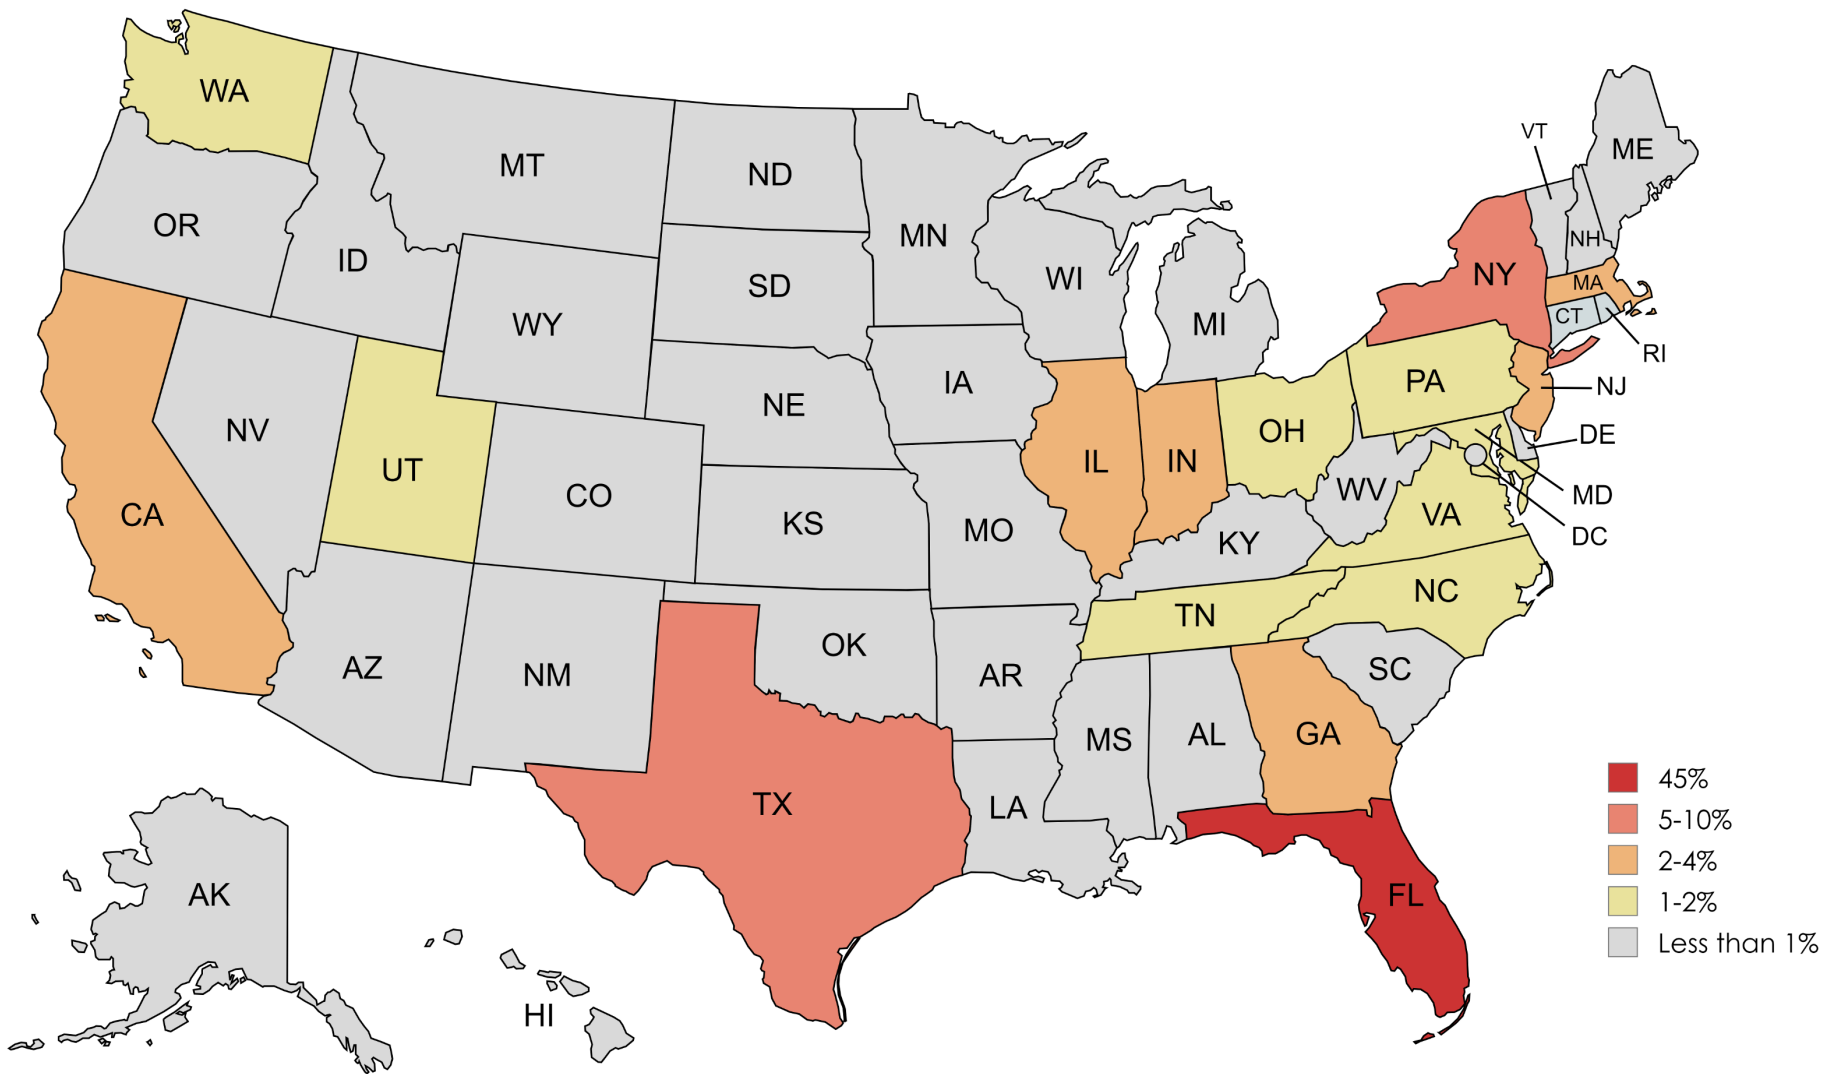 WA
VT
ME
MT
ND
OR
MN
NH
ID
SD
WI
NY
MA
WY
MI
CT
RI
IA
PA
NJ
NE
NV
OH
DE
UT
IL
IN
CO
WV
MD
CA
KS
MO
VA
KY
DC
NC
TN
OK
AZ
NM
AR
SC
MS
AL
GA
TX
LA
45%
5-10%
2-4%
1-2%
Less than 1%
AK
FL
HI